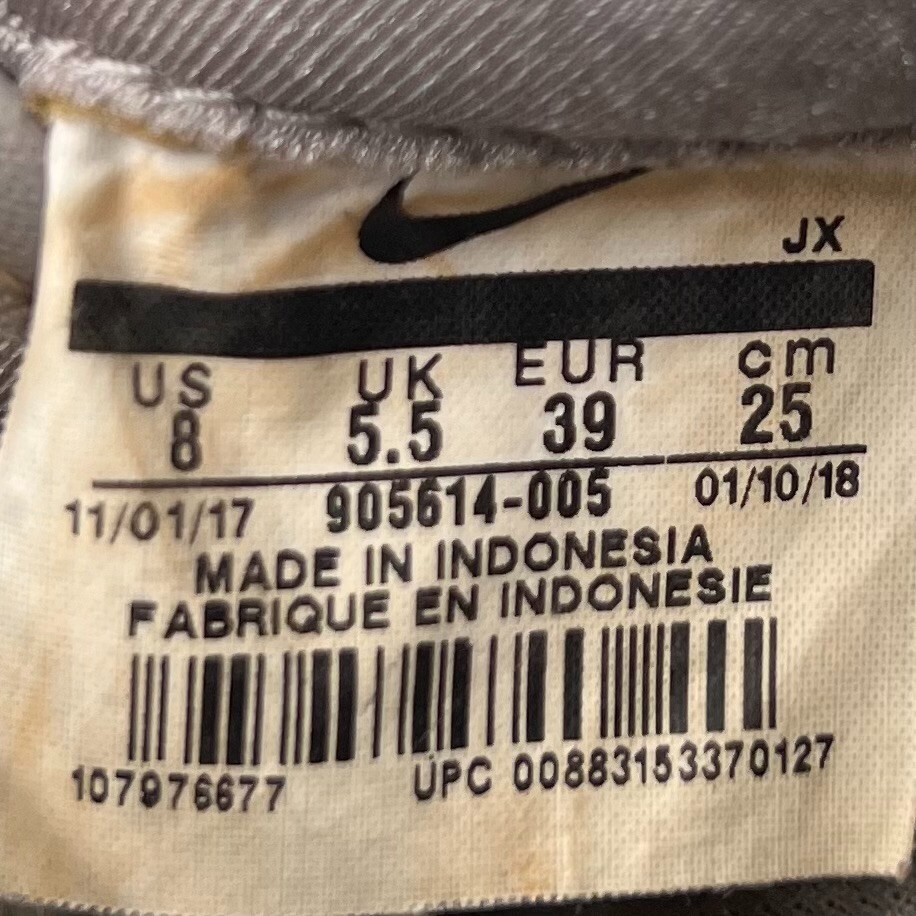 JX
US UK EUR cm
8 5.5 39 25
11/01/17 905614-005 01/10/18
MADE IN INDONESIA
FABRIQUE EN INDONESIE
107976677 UPC 00883153370127